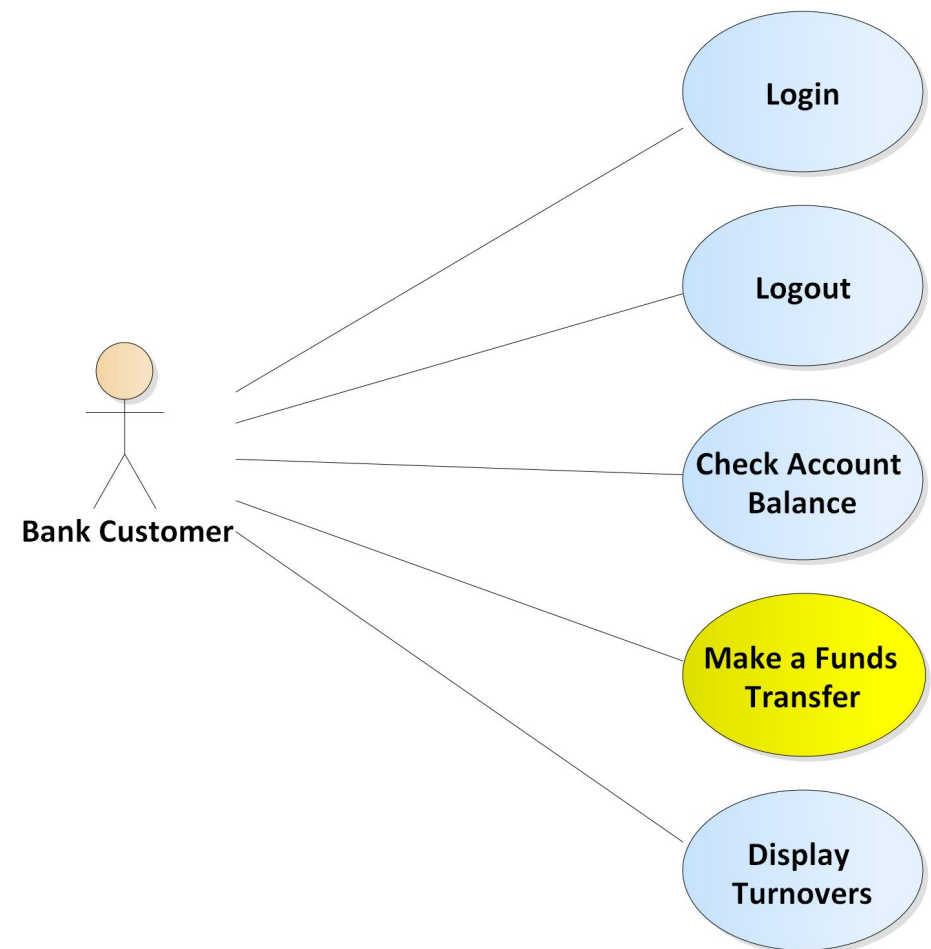 Login
Logout
Check Account
Balance
Bank Customer
Make a Funds
Transfer
Display
Turnovers